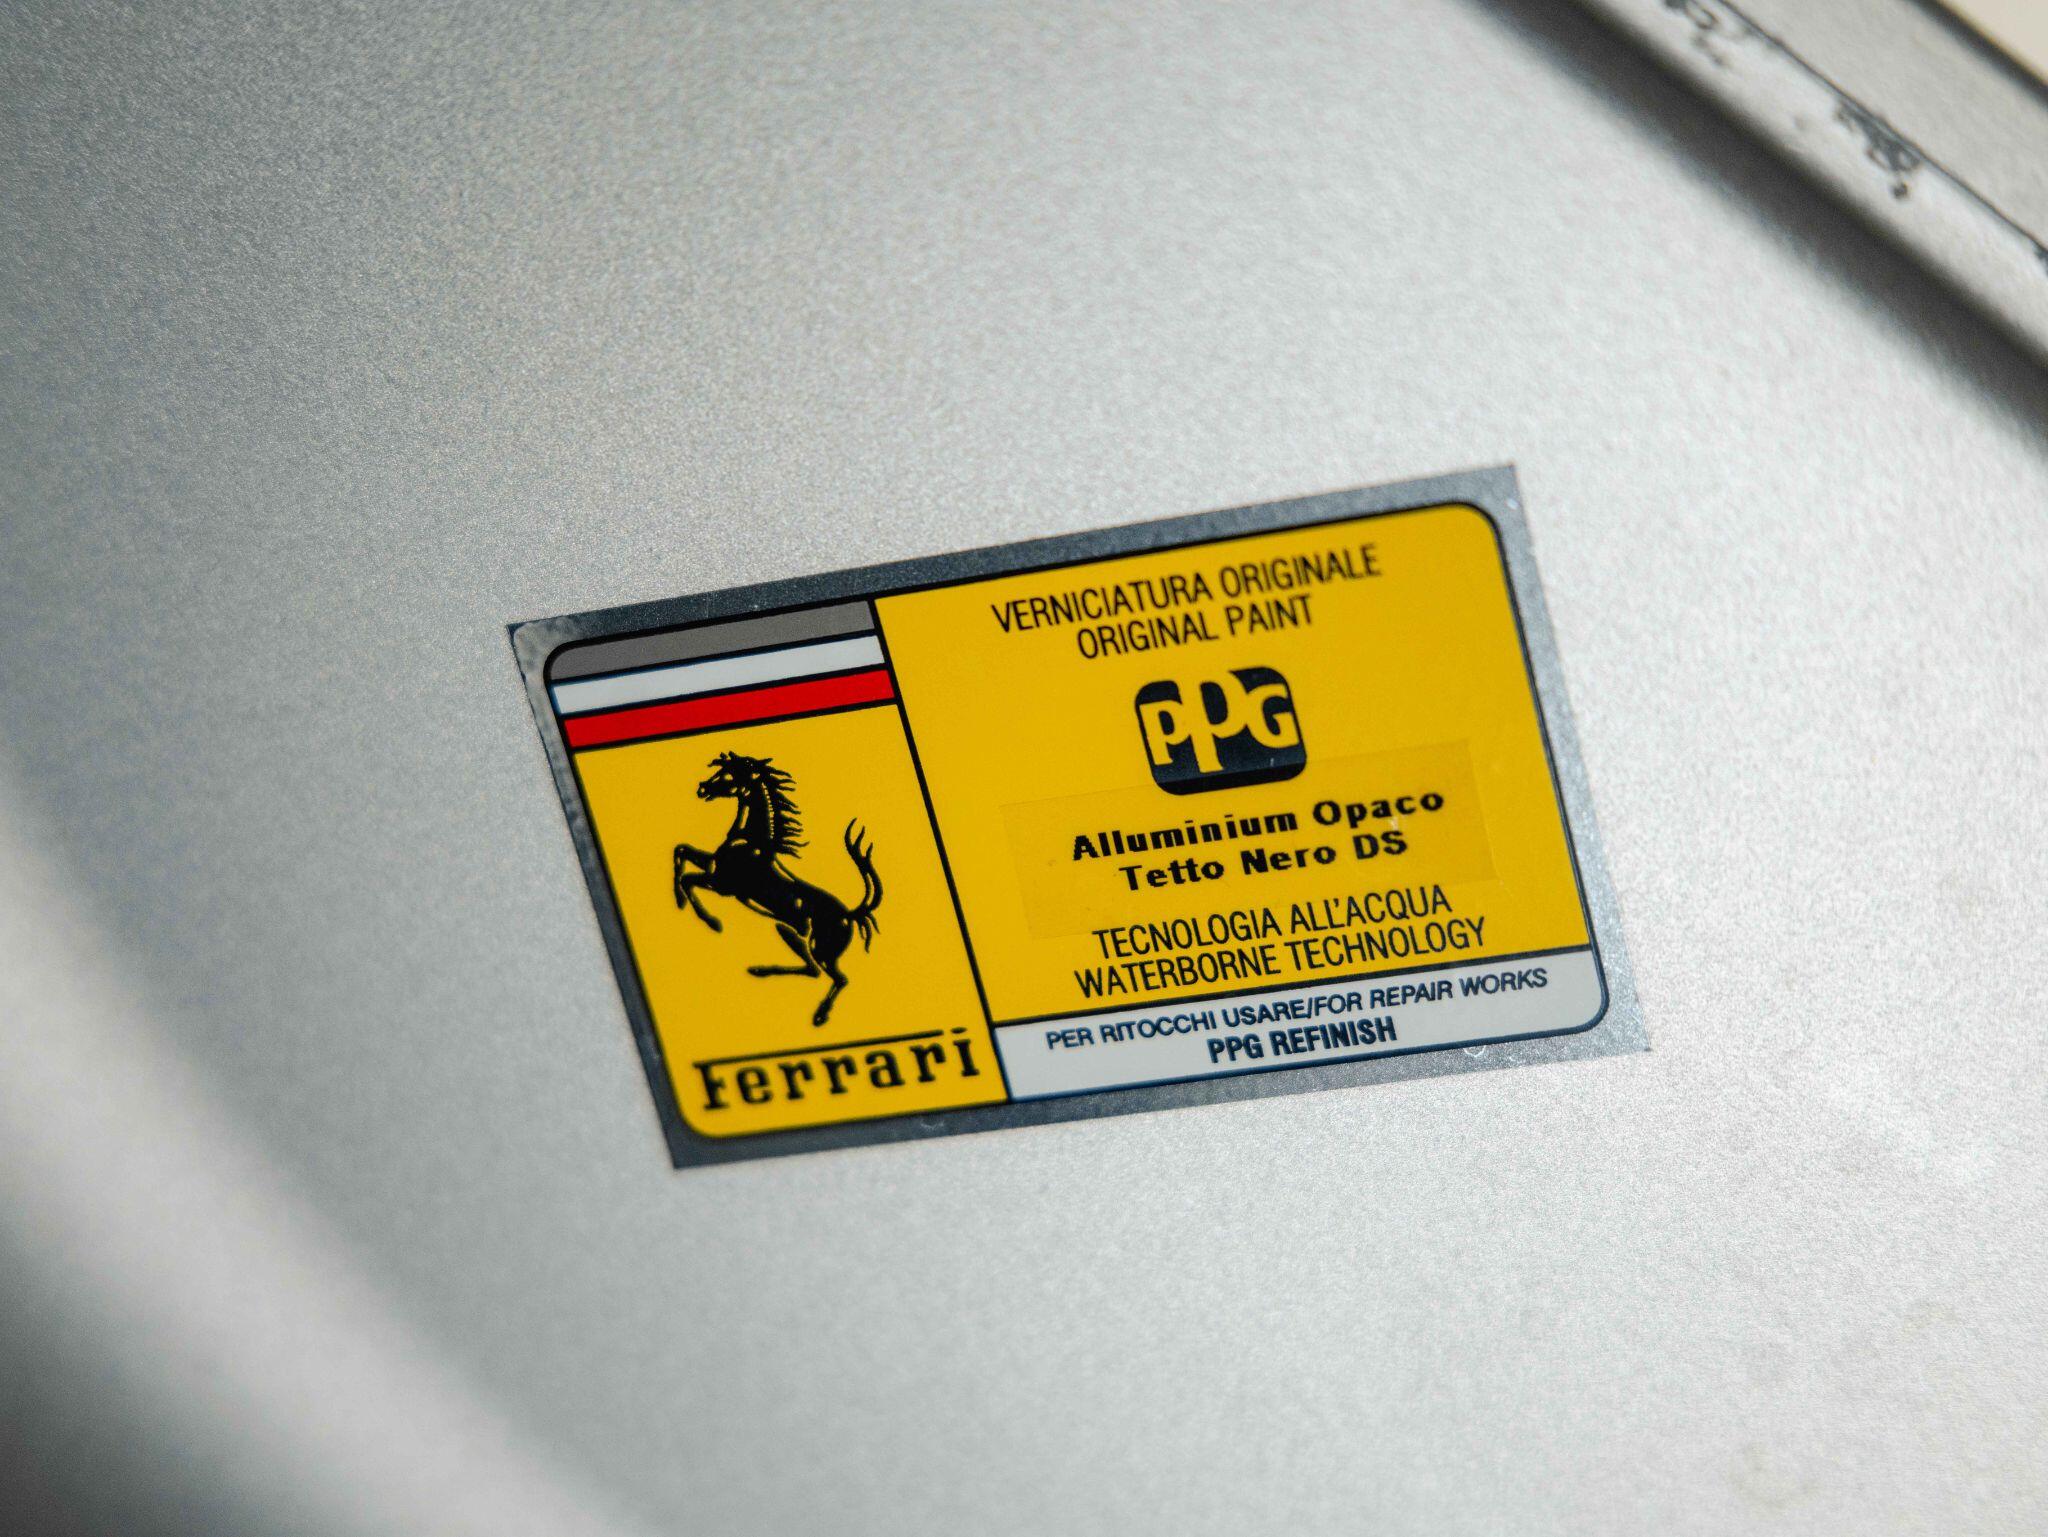 VERNICIATURA ORIGINALE
ORIGINAL PAINT
PPG
Alluminium Opaco
Tetto Nero DS
TECNOLOGIA ALL'ACQUA
WATERBORNE TECHNOLOGY
PER RITOCCHI USARE/FOR REPAIR WORKS
PPG REFINISH
Ferrari